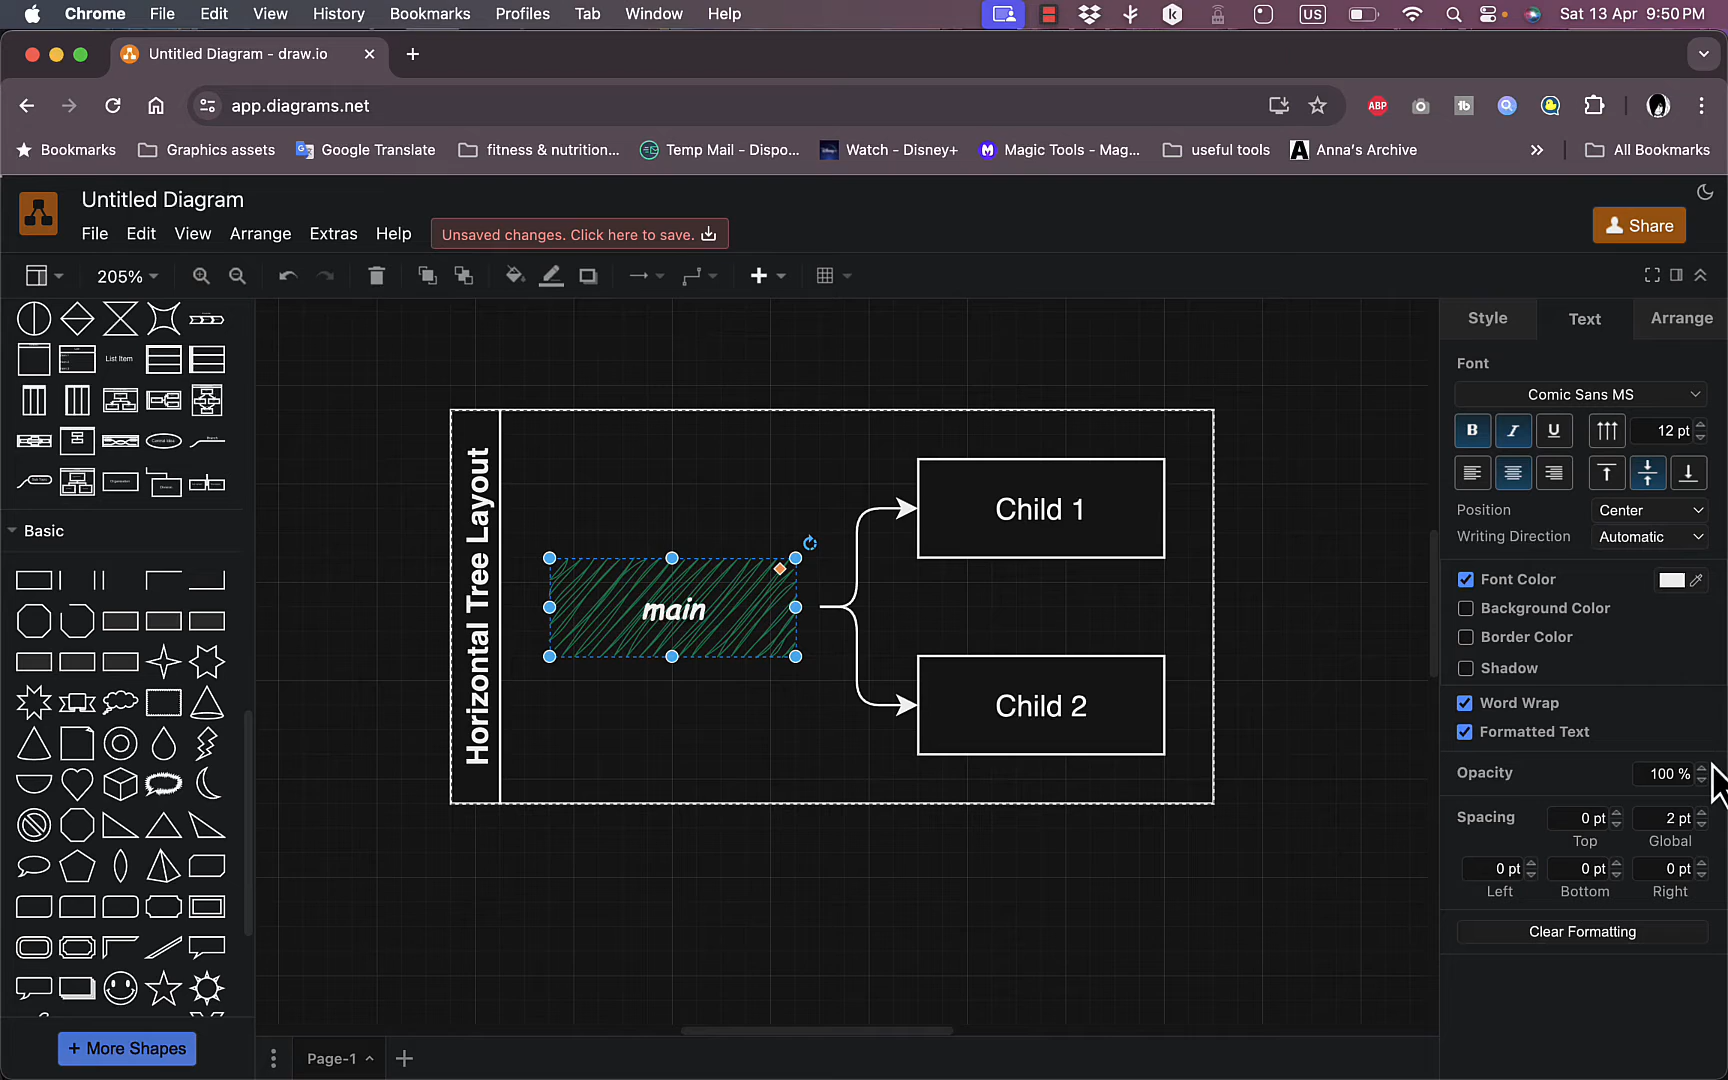 Chrome File Edit View History Bookmarks Profiles Tab Window Help US Sat 13 Apr 9:50 PM
Untitled Diagram - draw.io
app.diagrams.net ABP tb
Bookmarks Graphics assets Google Translate fitness & nutrition... Temp Mail - Dispo... Watch - Disney+ Magic Tools - Mag... useful tools Anna's Archive All Bookmarks
Untitled Diagram
File Edit View Arrange Extras Help Unsaved changes. Click here to save. Share
205%
Style Text Arrange
List Item
Font
Comic Sans MS
B I U 12 pt
Position Center
Writing Direction Automatic
Basic
Horizontal Tree Layout
main
Child 1
Child 2
Font Color
Background Color
Border Color
Shadow
Word Wrap
Formatted Text
Opacity 100 %
Spacing 0 pt 2 pt
Top Global
0 pt 0 pt 0 pt
Left Bottom Right
Clear Formatting
+ More Shapes
Page-1